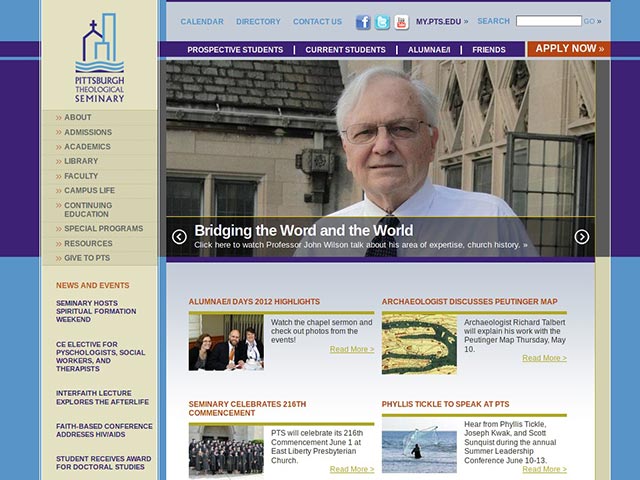 CALENDAR DIRECTORY CONTACT US MY.PTS.EDU » SEARCH GO »
PITTSBURGH
THEOLOGICAL
SEMINARY
PROSPECTIVE STUDENTS | CURRENT STUDENTS | ALUMNAE/I | FRIENDS APPLY NOW »
» ABOUT
» ADMISSIONS
» ACADEMICS
» LIBRARY
» FACULTY
» CAMPUS LIFE
» CONTINUING
EDUCATION
» SPECIAL PROGRAMS
» RESOURCES
» GIVE TO PTS
Bridging the Word and the World
Click here to watch Professor John Wilson talk about his area of expertise, church history. »
NEWS AND EVENTS
SEMINARY HOSTS
SPIRITUAL FORMATION
WEEKEND
CE ELECTIVE FOR
PYSCHOLOGISTS, SOCIAL
WORKERS, AND
THERAPISTS
INTERFAITH LECTURE
EXPLORES THE AFTERLIFE
FAITH-BASED CONFERENCE
ADDRESSES HIV/AIDS
STUDENT RECEIVES AWARD
FOR DOCTORAL STUDIES
ALUMNAE/I DAYS 2012 HIGHLIGHTS
Watch the chapel sermon and
check out photos from the
events!
Read More >
ARCHAEOLOGIST DISCUSSES PEUTINGER MAP
Archaeologist Richard Talbert
will explain his work with the
Peutinger Map Thursday, May
10.
Read More >
SEMINARY CELEBRATES 216TH
COMMENCEMENT
PTS will celebrate its 216th
Commencement June 1 at
East Liberty Presbyterian
Church.
Read More >
PHYLLIS TICKLE TO SPEAK AT PTS
Hear from Phyllis Tickle,
Joseph Kwak, and Scott
Sunquist during the annual
Summer Leadership
Conference June 10-13.
Read More >